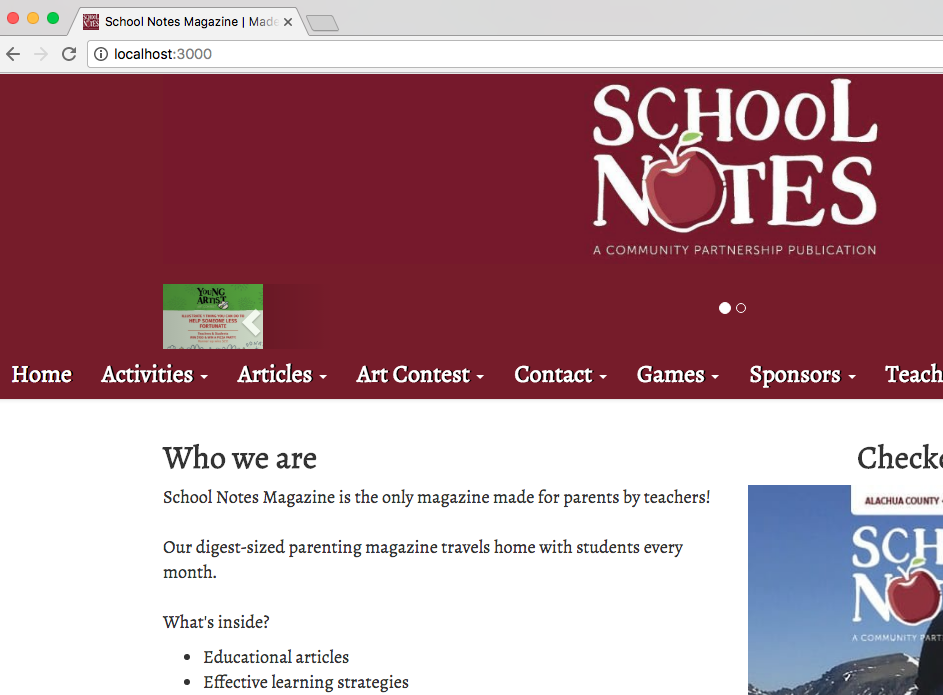 School Notes Magazine | Made
localhost:3000
SCHOOL
NOTES
A COMMUNITY PARTNERSHIP PUBLICATION
YOUNG
ARTIST
HELP SOMEONE LESS
FORTUNATE
Home Activities Articles Art Contest Contact Games Sponsors Teach
Who we are
School Notes Magazine is the only magazine made for parents by teachers!
Our digest-sized parenting magazine travels home with students every
month.
What's inside?
Educational articles
Effective learning strategies
Checke
ALACHUA COUNTY
SCH
NO
A COMMUNITY PART